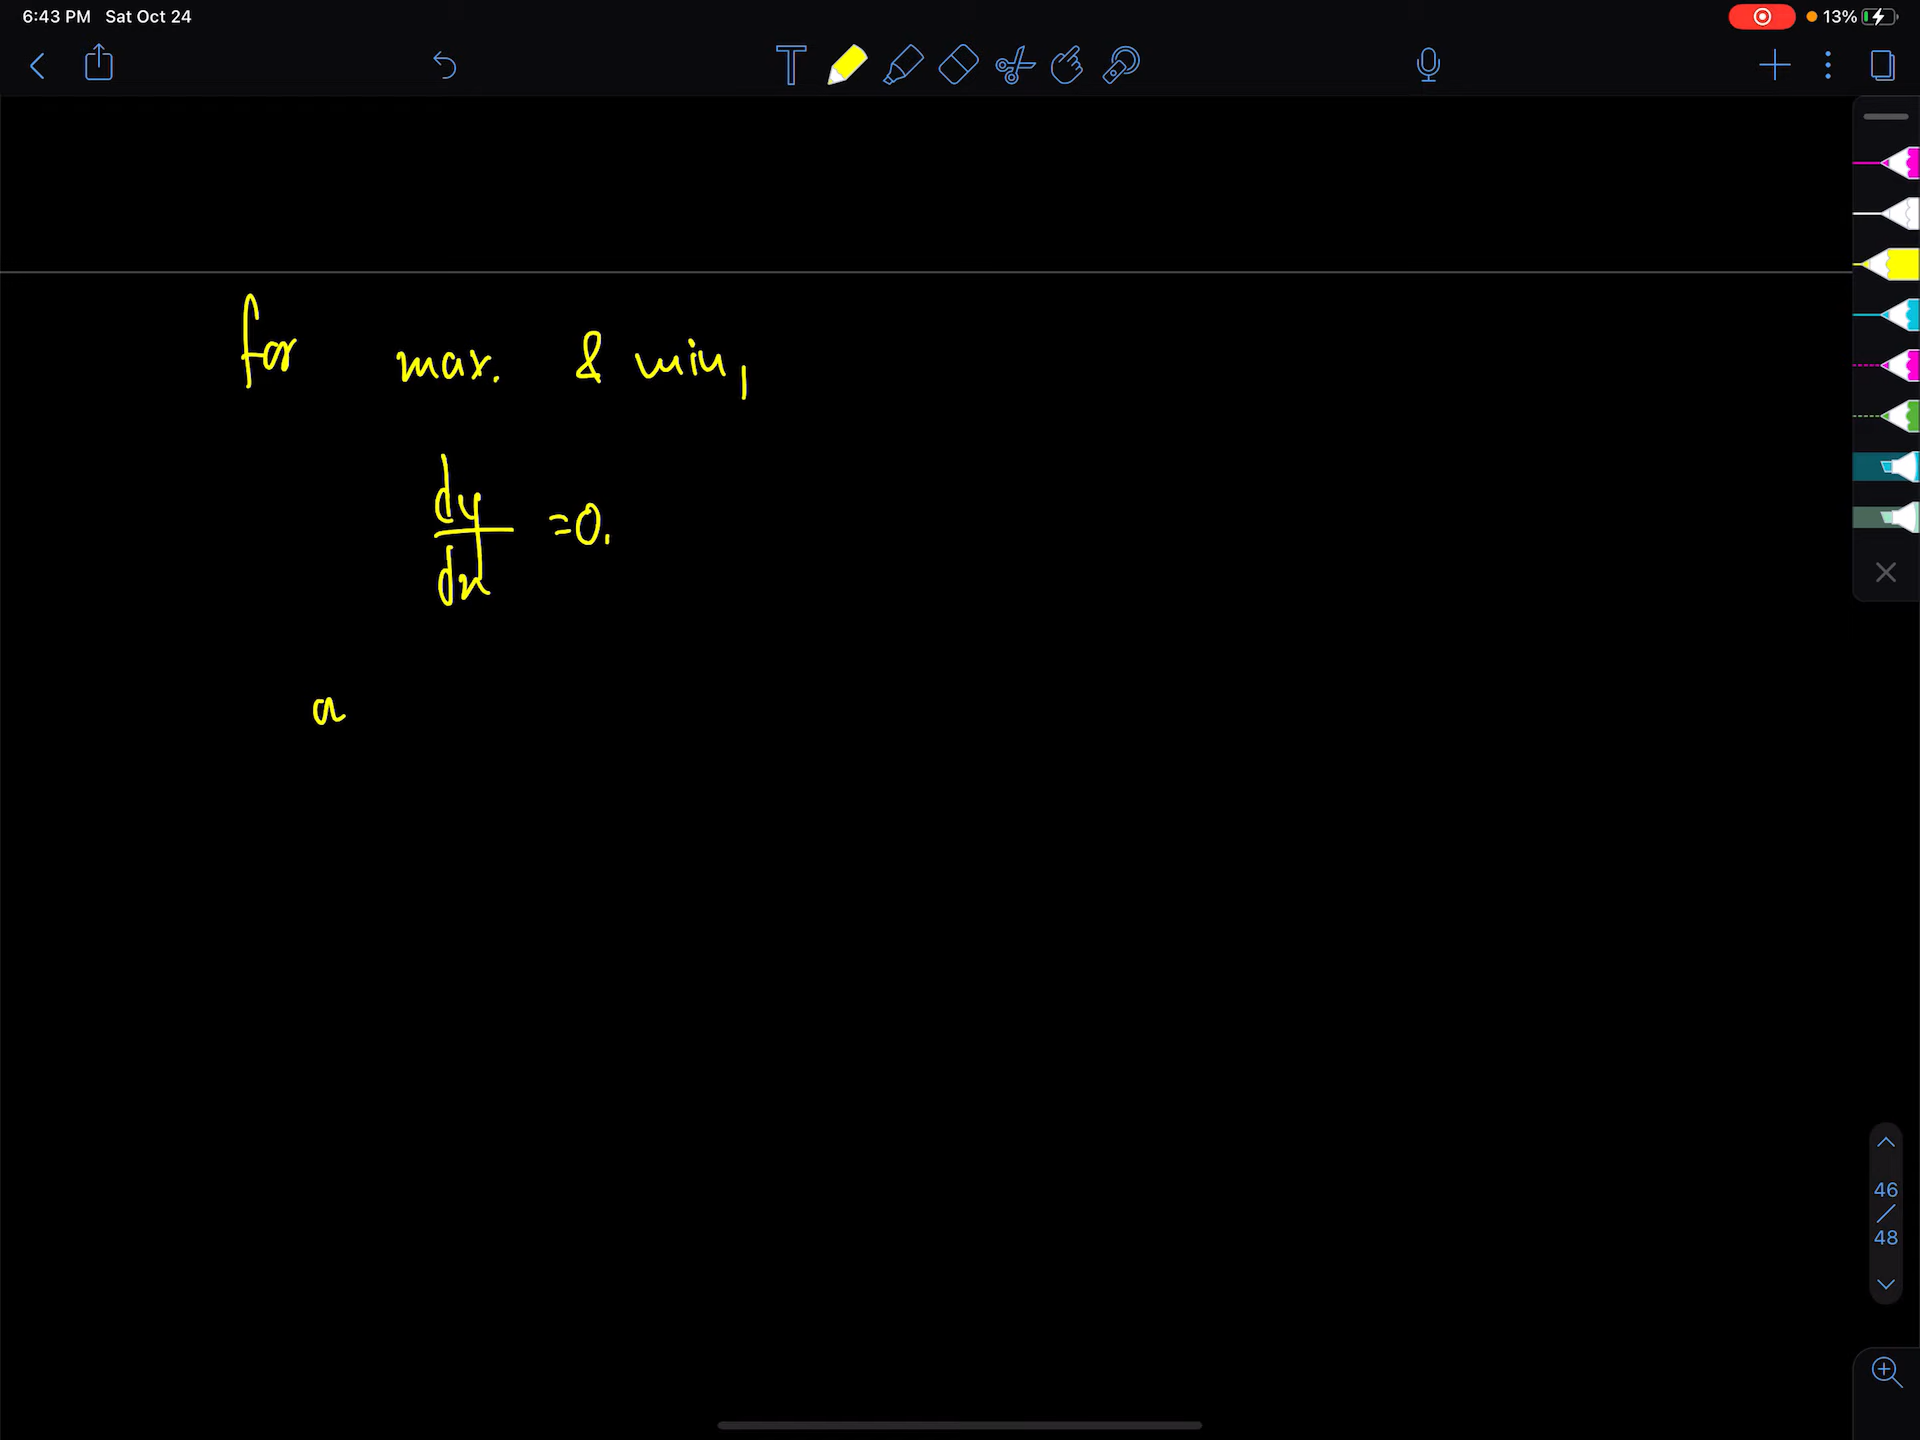 6:43 PM Sat Oct 24
13%
for max. & min,
dy
dx
=0.
a
46
/
48